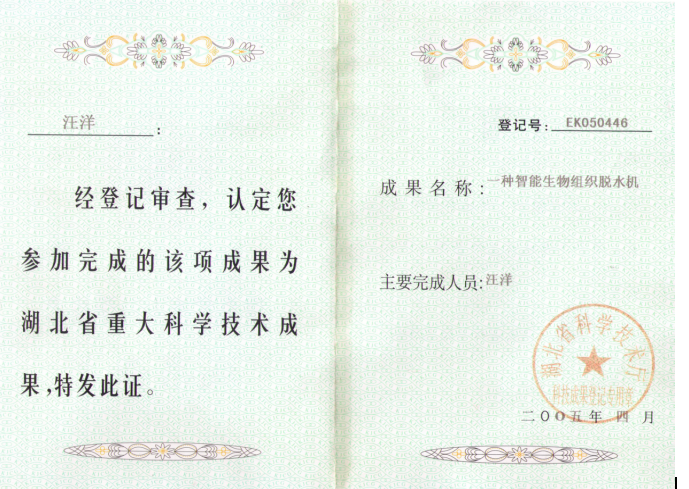 汪洋:
经登记审查，认定您
参加完成的该项成果为
湖北省重大科学技术成
果,特发此证。
登记号: EK050446
成果名称:一种智能生物组织脱水机
主要完成人员:汪洋
湖北省科学技术厅
科技成果登记专用章
二00五年 四 月